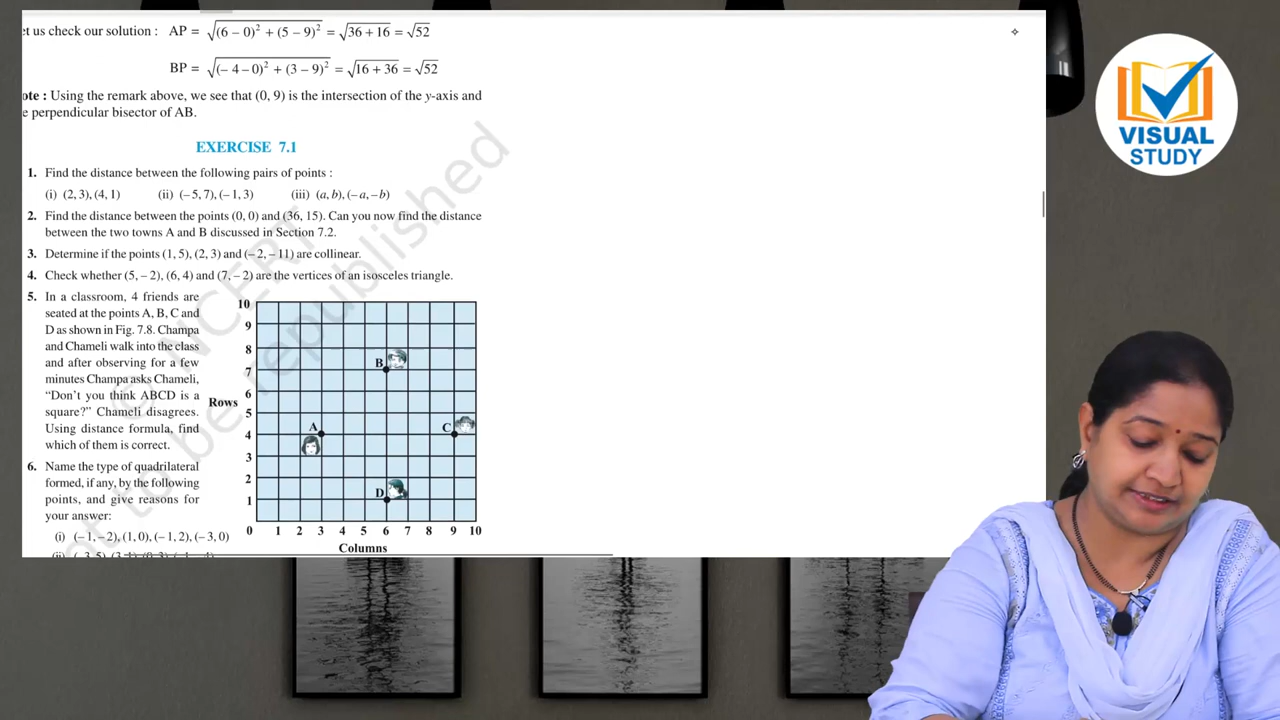 et us check our solution : AP = √(6 – 0)² + (5 – 9)² = √36 + 16 = √52
BP = √(– 4 – 0)² + (3 – 9)² = √16 + 36 = √52
ote : Using the remark above, we see that (0, 9) is the intersection of the y-axis and
e perpendicular bisector of AB.
EXERCISE 7.1
1. Find the distance between the following pairs of points :
(i) (2, 3), (4, 1) (ii) (– 5, 7), (– 1, 3) (iii) (a, b), (– a, – b)
2. Find the distance between the points (0, 0) and (36, 15). Can you now find the distance
between the two towns A and B discussed in Section 7.2.
3. Determine if the points (1, 5), (2, 3) and (– 2, – 11) are collinear.
4. Check whether (5, – 2), (6, 4) and (7, – 2) are the vertices of an isosceles triangle.
5. In a classroom, 4 friends are
seated at the points A, B, C and
D as shown in Fig. 7.8. Champa
and Chameli walk into the class
and after observing for a few
minutes Champa asks Chameli,
“Don’t you think ABCD is a
square?” Chameli disagrees.
Using distance formula, find
which of them is correct.
6. Name the type of quadrilateral
formed, if any, by the following
points, and give reasons for
your answer:
(i) (– 1, – 2), (1, 0), (– 1, 2), (– 3, 0)
10
9
8
7
6
5
4
3
2
1
Rows
A
B
C
D
0 1 2 3 4 5 6 7 8 9 10
Columns
© NCERT
not to be republished
VISUAL
STUDY